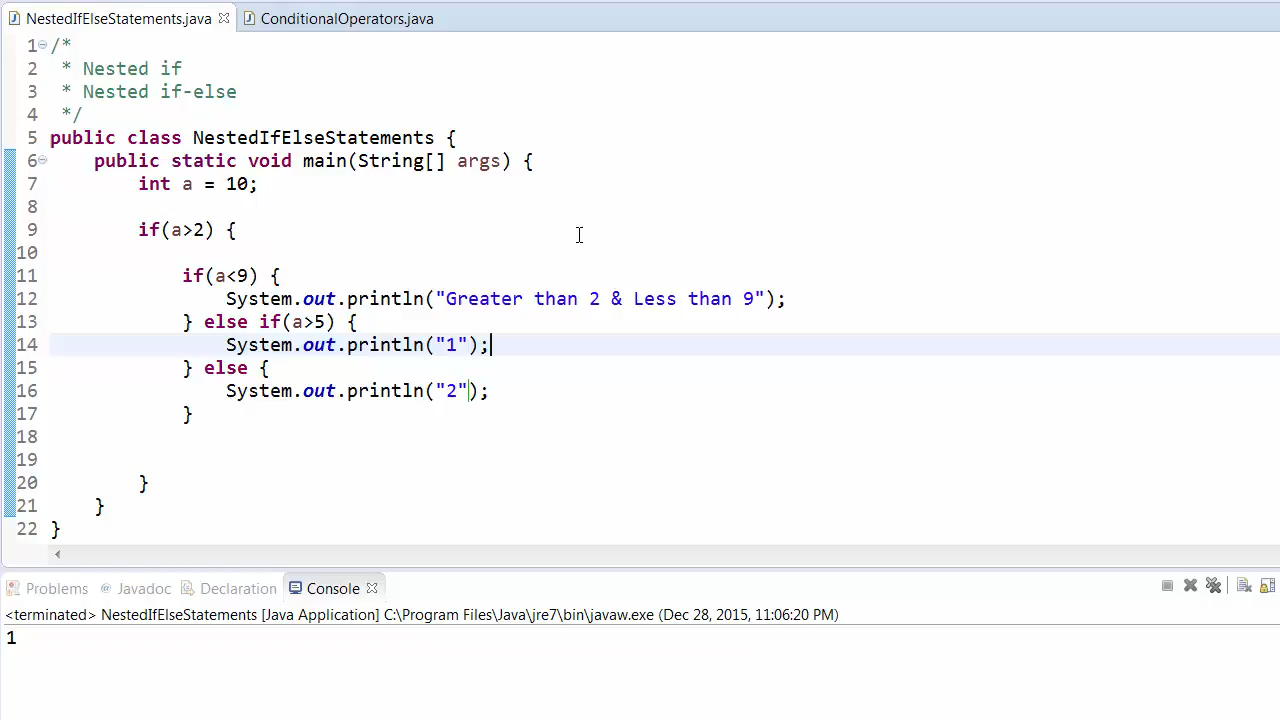 NestedIfElseStatements.java ConditionalOperators.java
1 /*
2 * Nested if
3 * Nested if-else
4 */
5 public class NestedIfElseStatements {
6 public static void main(String[] args) {
7 int a = 10;
8
9 if(a>2) {
10
11 if(a<9) {
12 System.out.println("Greater than 2 & Less than 9");
13 } else if(a>5) {
14 System.out.println("1");
15 } else {
16 System.out.println("2");
17 }
18
19
20 }
21 }
22 }
Problems @ Javadoc Declaration Console
<terminated> NestedIfElseStatements [Java Application] C:\Program Files\Java\jre7\bin\javaw.exe (Dec 28, 2015, 11:06:20 PM)
1